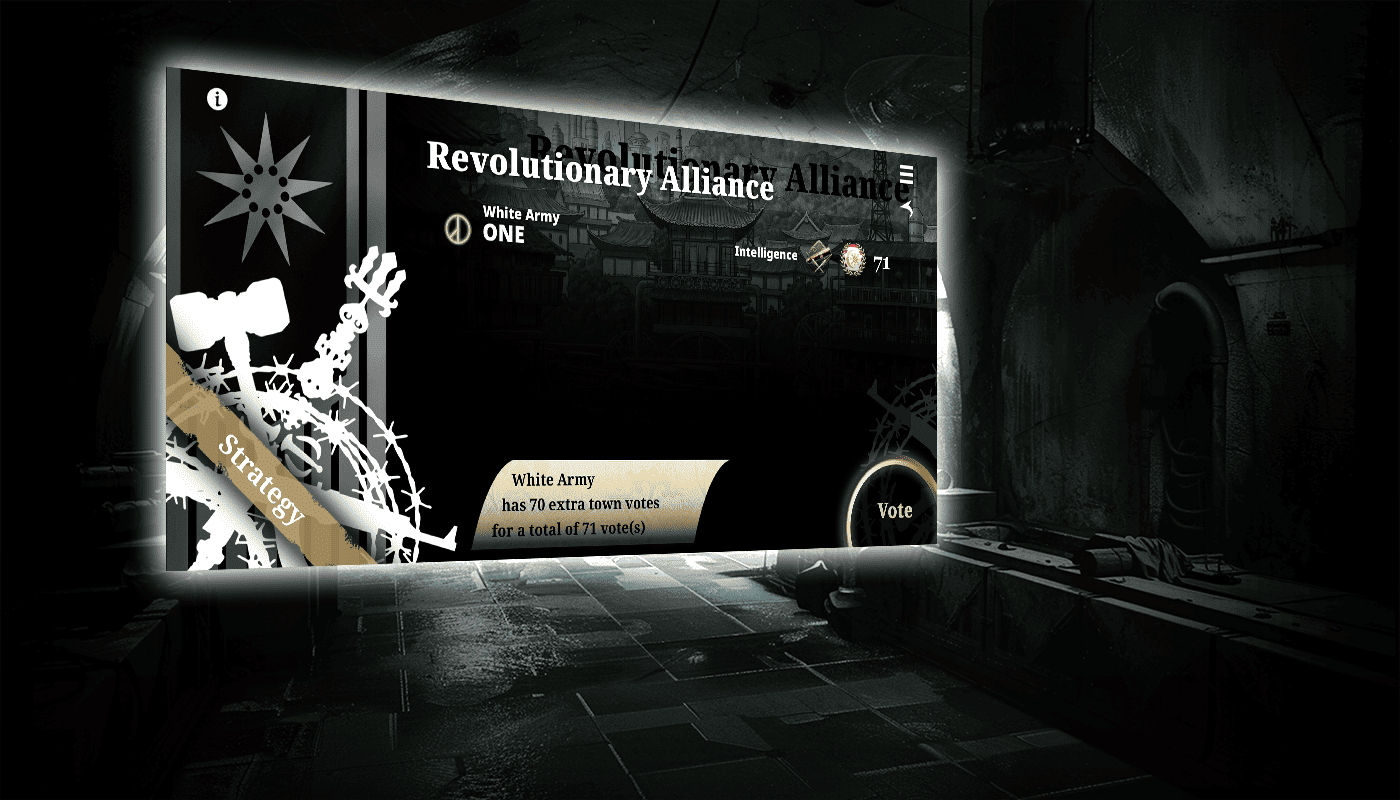 Revolutionary Alliance
Revolutionary Alliance
White Army
ONE
Intelligence 71
Strategy
White Army
has 70 extra town votes
for a total of 71 vote(s)
Vote